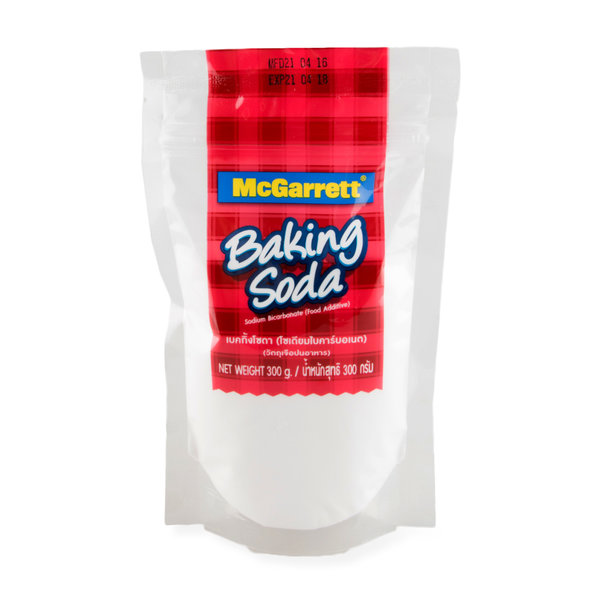 MFD21 04 16
EXP21 04 18
McGarrett®
Baking
Soda
Sodium Bicarbonate (Food Additive)
เบคกิ้งโซดา (โซเดียมไบคาร์บอเนต)
(วัตถุเจือปนอาหาร)
NET WEIGHT 300 g. / น้ำหนักสุทธิ 300 กรัม